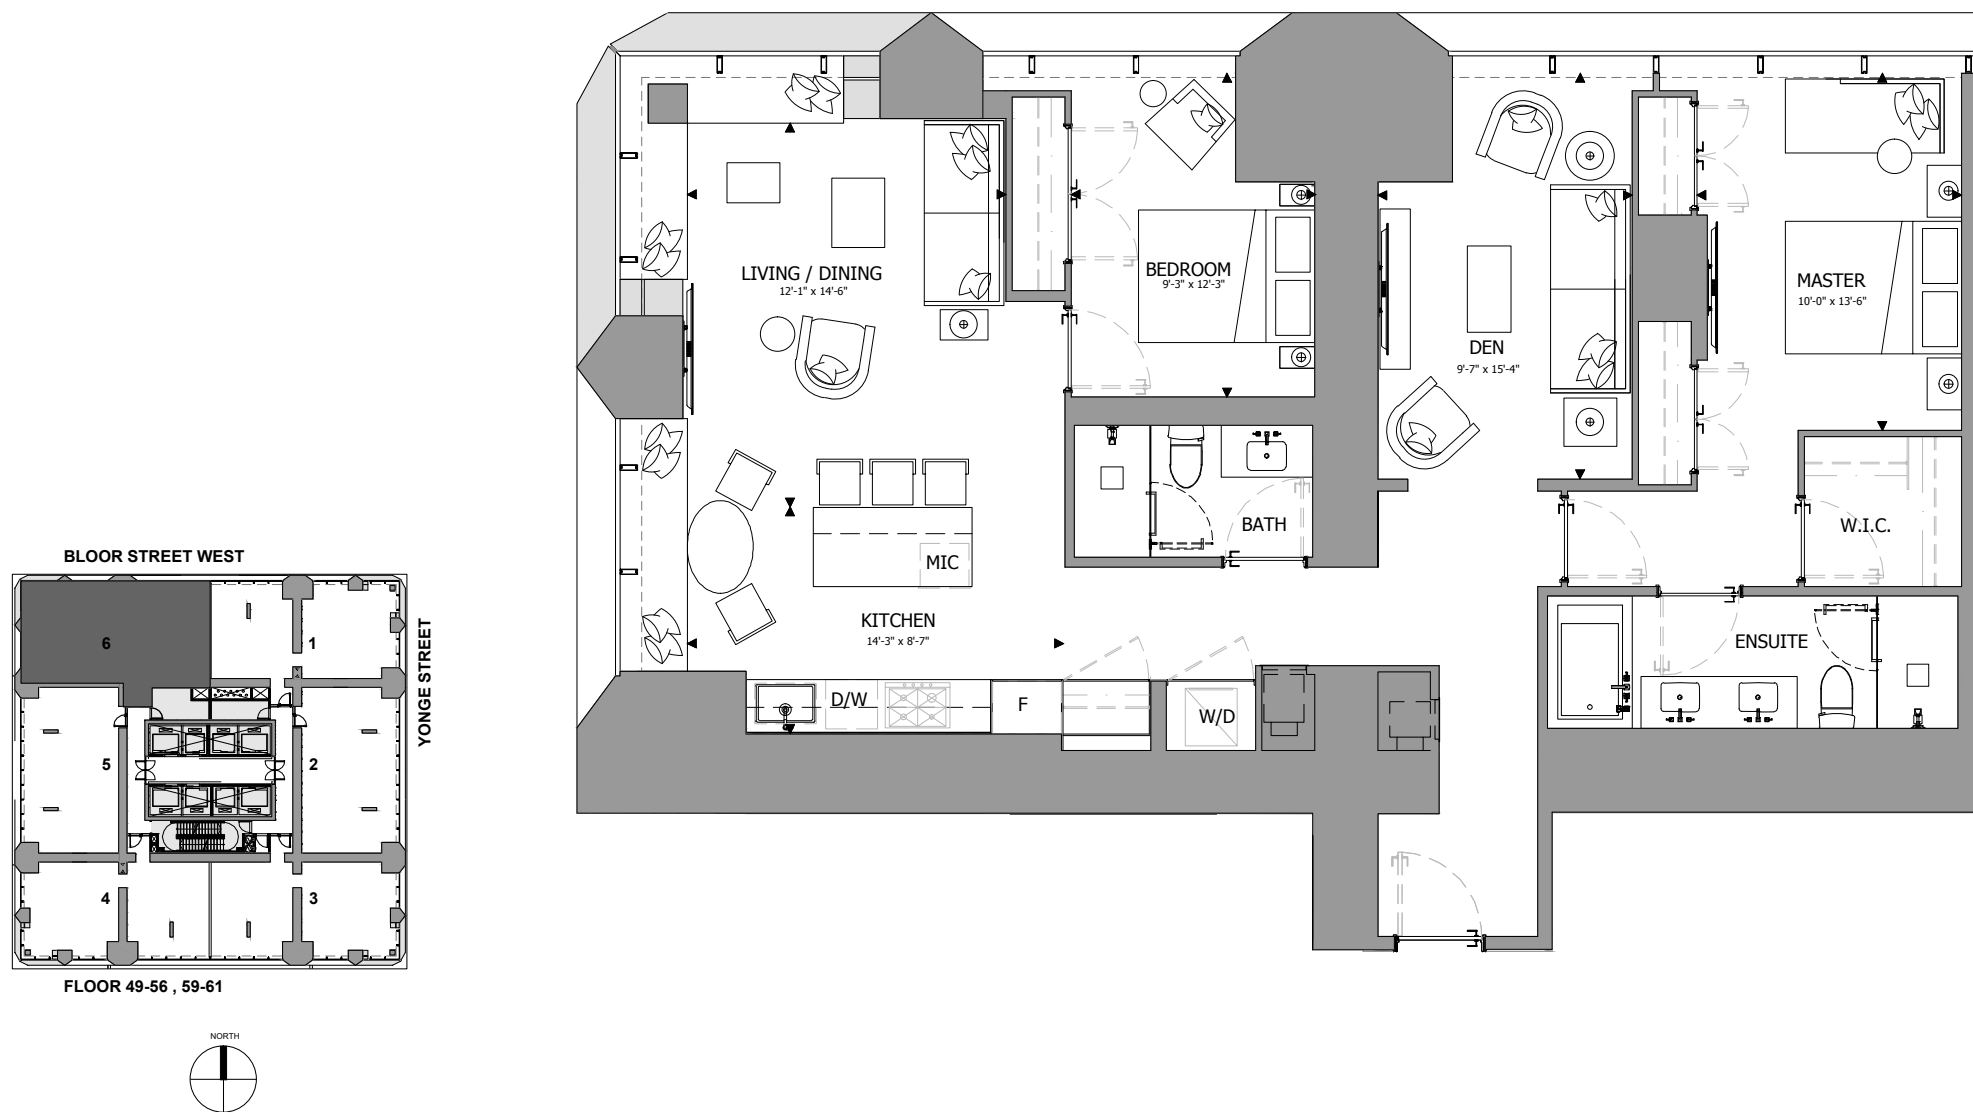 LIVING / DINING
12'-1" x 14'-6"
BEDROOM
9'-3" x 12'-3"
DEN
9'-7" x 15'-4"
MASTER
10'-0" x 13'-6"
BATH
W.I.C.
MIC
KITCHEN
14'-3" x 8'-7"
ENSUITE
D/W
F
W/D
BLOOR STREET WEST
YONGE STREET
6
1
5
2
4
3
FLOOR 49-56 , 59-61
NORTH